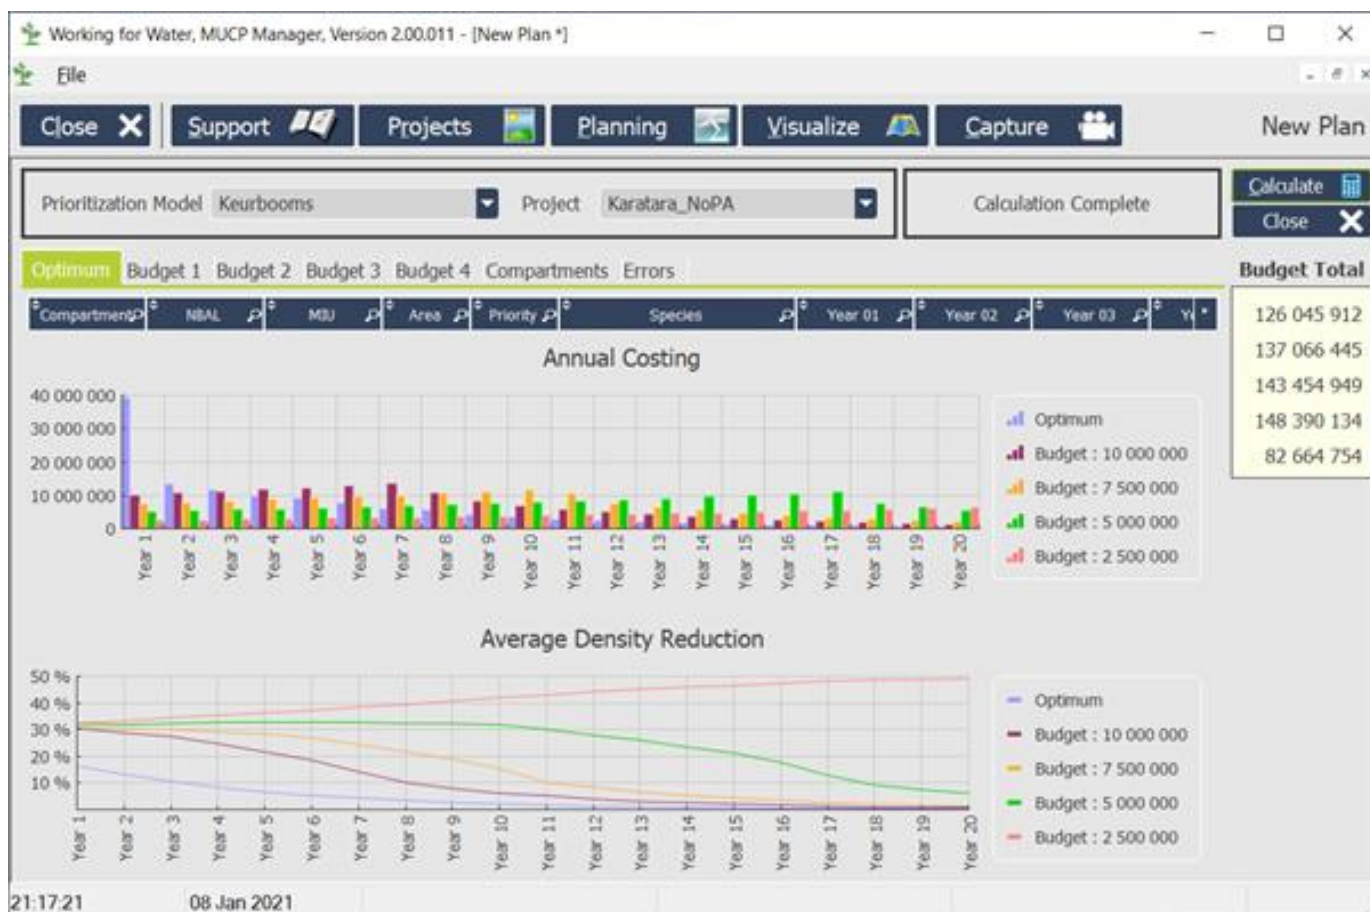 Working for Water, MUCP Manager, Version 2.00.011 - [New Plan *]
File
Close Support Projects Planning Visualize Capture New Plan
Prioritization Model Keurbooms Project Karatara_NoPA Calculation Complete
Calculate
Close
Optimum Budget 1 Budget 2 Budget 3 Budget 4 Compartments Errors
Budget Total
Compartment NBAL MIU Area Priority Species Year 01 Year 02 Year 03
126 045 912
137 066 445
143 454 949
148 390 134
82 664 754
Annual Costing
40 000 000
30 000 000
20 000 000
10 000 000
0
Year 1 Year 2 Year 3 Year 4 Year 5 Year 6 Year 7 Year 8 Year 9 Year 10 Year 11 Year 12 Year 13 Year 14 Year 15 Year 16 Year 17 Year 18 Year 19 Year 20
Optimum
Budget : 10 000 000
Budget : 7 500 000
Budget : 5 000 000
Budget : 2 500 000
Average Density Reduction
50 %
40 %
30 %
20 %
10 %
Year 1 Year 2 Year 3 Year 4 Year 5 Year 6 Year 7 Year 8 Year 9 Year 10 Year 11 Year 12 Year 13 Year 14 Year 15 Year 16 Year 17 Year 18 Year 19 Year 20
Optimum
Budget : 10 000 000
Budget : 7 500 000
Budget : 5 000 000
Budget : 2 500 000
21:17:21 08 Jan 2021